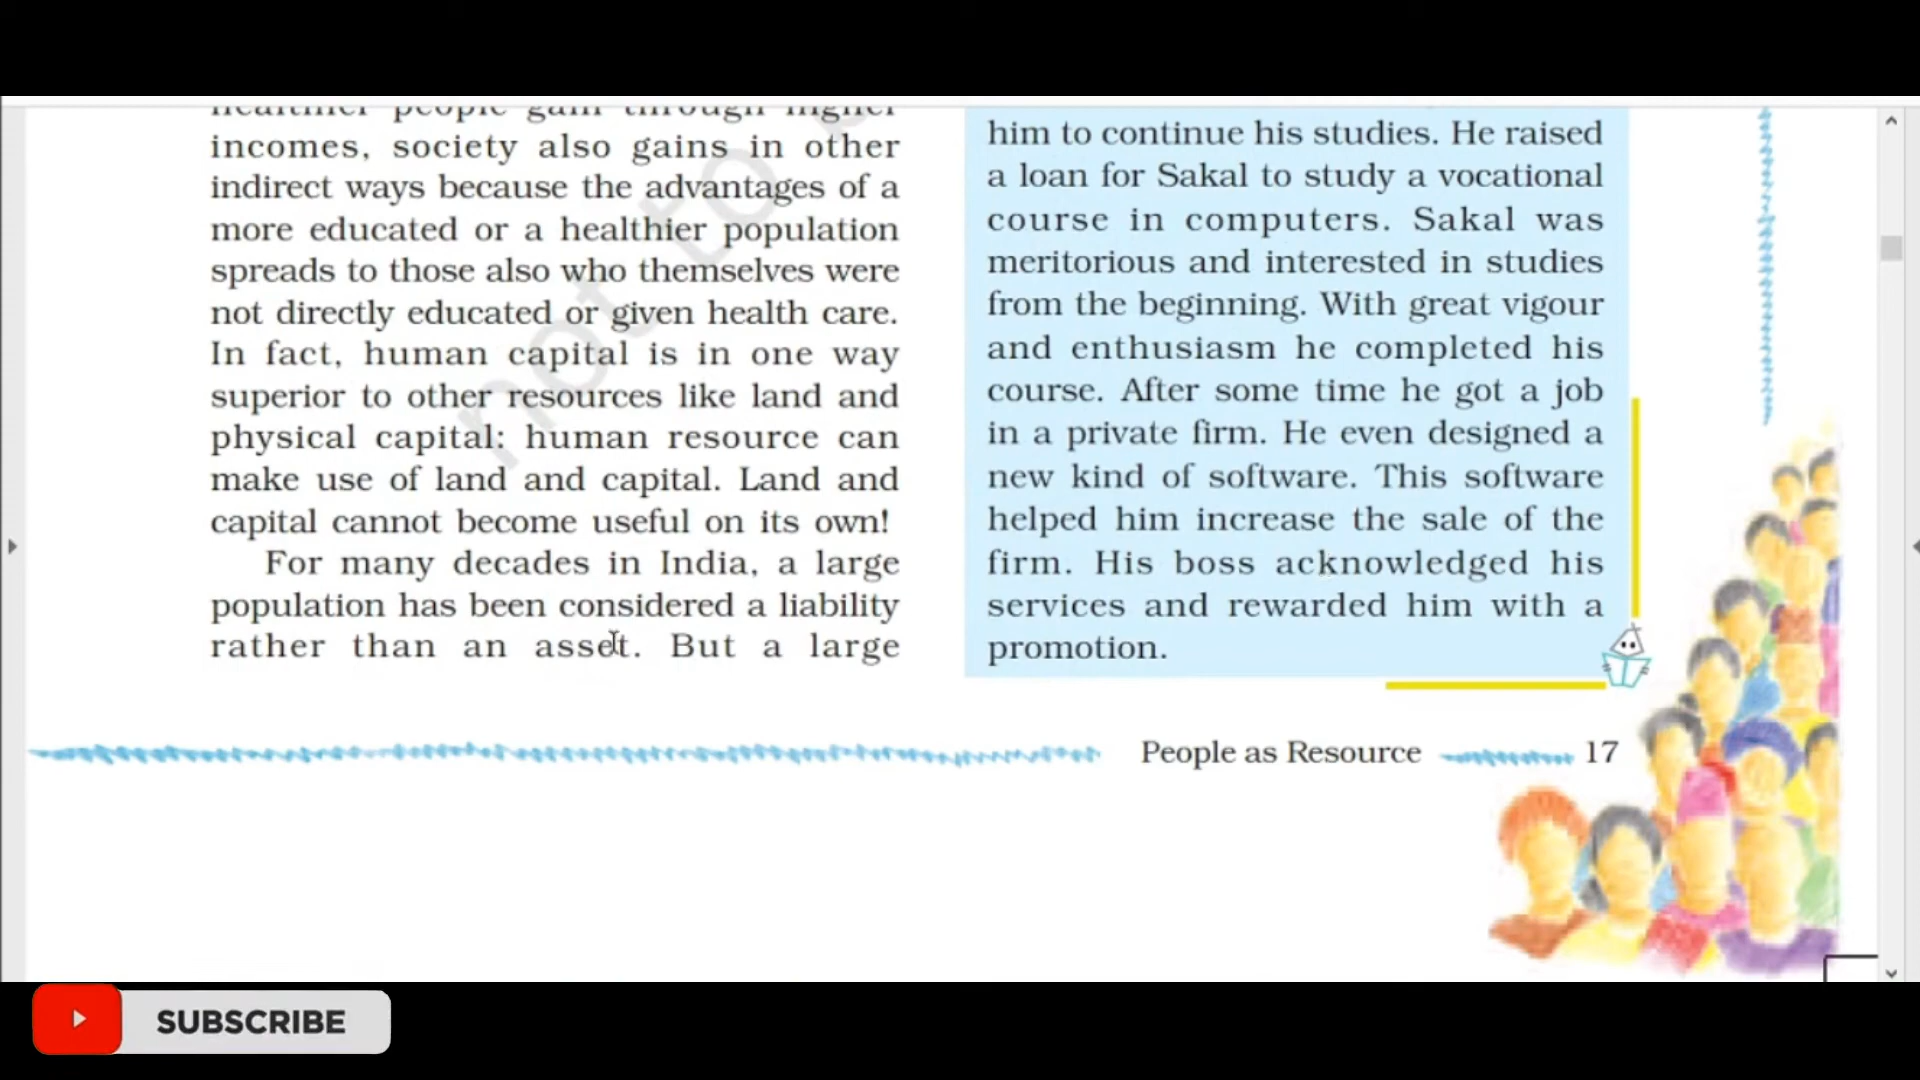 healthier people gain through higher
incomes, society also gains in other
indirect ways because the advantages of a
more educated or a healthier population
spreads to those also who themselves were
not directly educated or given health care.
In fact, human capital is in one way
superior to other resources like land and
physical capital: human resource can
make use of land and capital. Land and
capital cannot become useful on its own!
For many decades in India, a large
population has been considered a liability
rather than an asset. But a large
him to continue his studies. He raised
a loan for Sakal to study a vocational
course in computers. Sakal was
meritorious and interested in studies
from the beginning. With great vigour
and enthusiasm he completed his
course. After some time he got a job
in a private firm. He even designed a
new kind of software. This software
helped him increase the sale of the
firm. His boss acknowledged his
services and rewarded him with a
promotion.
People as Resource 17
not to
SUBSCRIBE